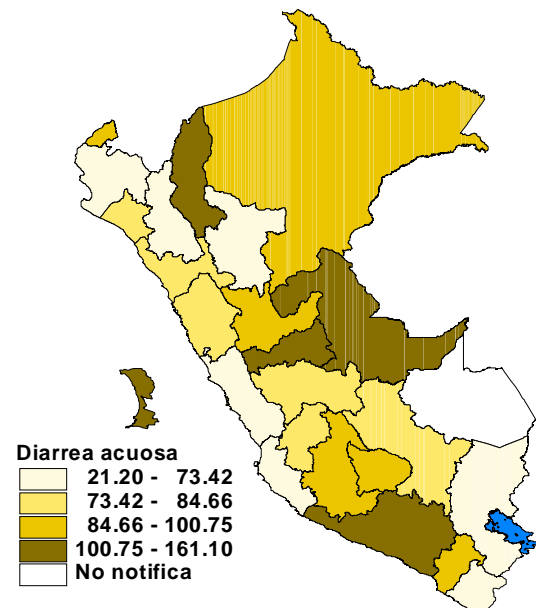 Diarrea acuosa
21.20 - 73.42
73.42 - 84.66
84.66 - 100.75
100.75 - 161.10
No notifica